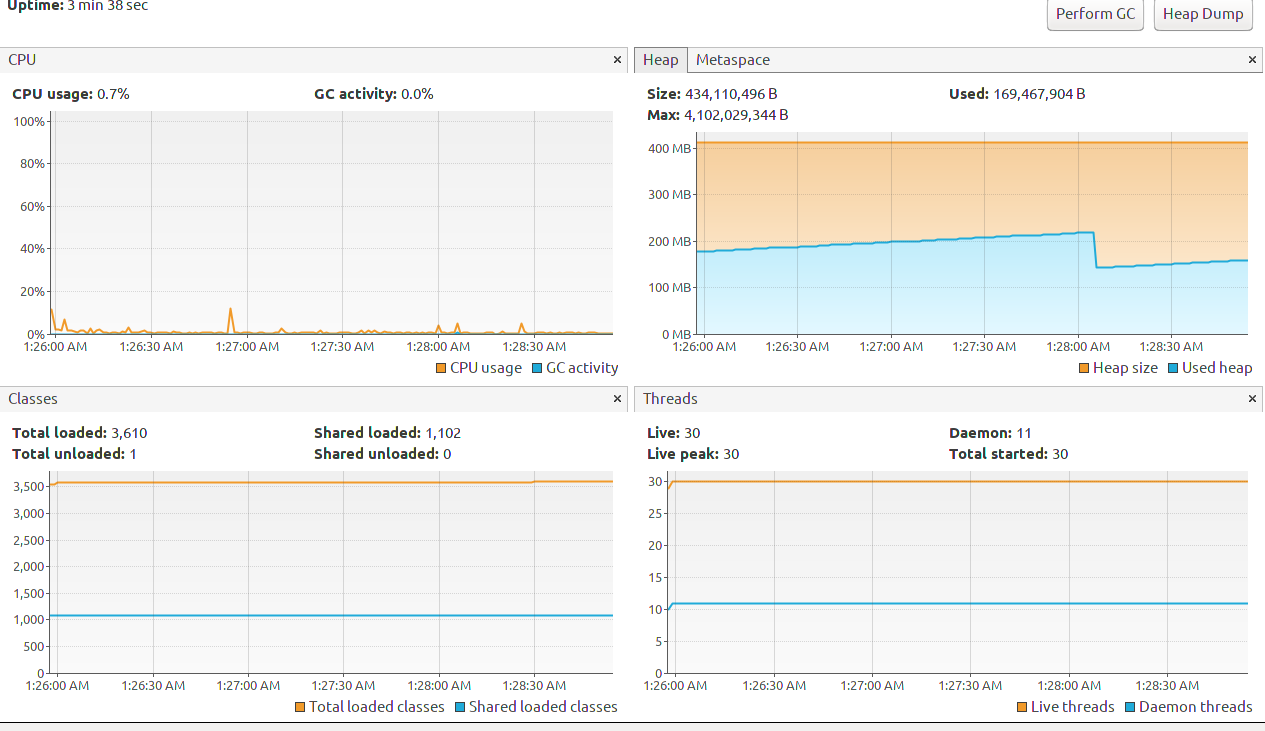 Uptime: 3 min 38 sec
Perform GC
Heap Dump
CPU
×
CPU usage: 0.7%
GC activity: 0.0%
100%
80%
60%
40%
20%
0%
1:26:00 AM 1:26:30 AM 1:27:00 AM 1:27:30 AM 1:28:00 AM 1:28:30 AM
CPU usage GC activity
Heap Metaspace
×
Size: 434,110,496 B
Used: 169,467,904 B
Max: 4,102,029,344 B
400 MB
300 MB
200 MB
100 MB
0 MB
1:26:00 AM 1:26:30 AM 1:27:00 AM 1:27:30 AM 1:28:00 AM 1:28:30 AM
Heap size Used heap
Classes
×
Total loaded: 3,610
Shared loaded: 1,102
Total unloaded: 1
Shared unloaded: 0
3,500
3,000
2,500
2,000
1,500
1,000
500
0
1:26:00 AM 1:26:30 AM 1:27:00 AM 1:27:30 AM 1:28:00 AM 1:28:30 AM
Total loaded classes Shared loaded classes
Threads
×
Live: 30
Daemon: 11
Live peak: 30
Total started: 30
30
25
20
15
10
5
0
1:26:00 AM 1:26:30 AM 1:27:00 AM 1:27:30 AM 1:28:00 AM 1:28:30 AM
Live threads Daemon threads